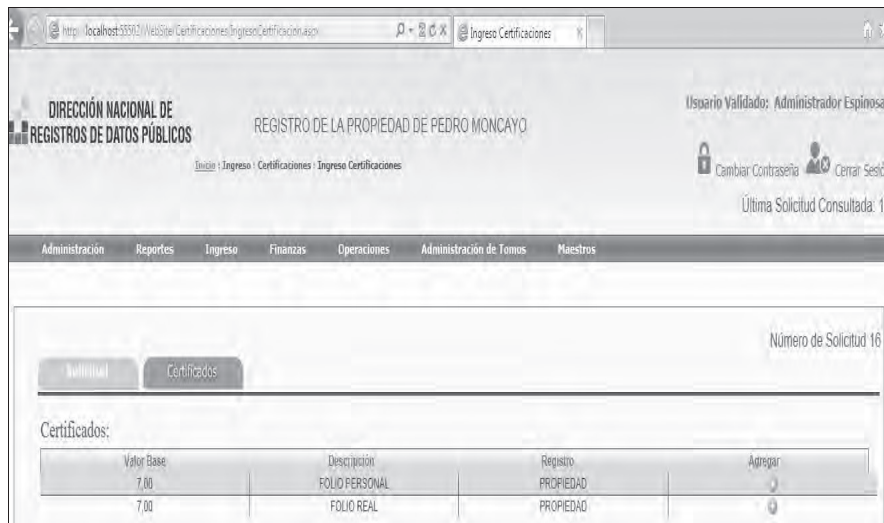 http://localhost:55502/WebSite/Certificaciones/IngresoCertificacion.aspx
Ingreso Certificaciones
DIRECCIÓN NACIONAL DE
REGISTROS DE DATOS PÚBLICOS
REGISTRO DE LA PROPIEDAD DE PEDRO MONCAYO
Usuario Validado: Administrador Espinosa
Inicio : Ingreso : Certificaciones : Ingreso Certificaciones
Cambiar Contraseña Cerrar Sesió
Última Solicitud Consultada: 1
Administración Reportes Ingreso Finanzas Operaciones Administración de Tomos Maestros
Número de Solicitud 16
Solicitud Certificados
Certificados:
Valor Base Descripción Registro Agregar
7,00 FOLIO PERSONAL PROPIEDAD
7,00 FOLIO REAL PROPIEDAD